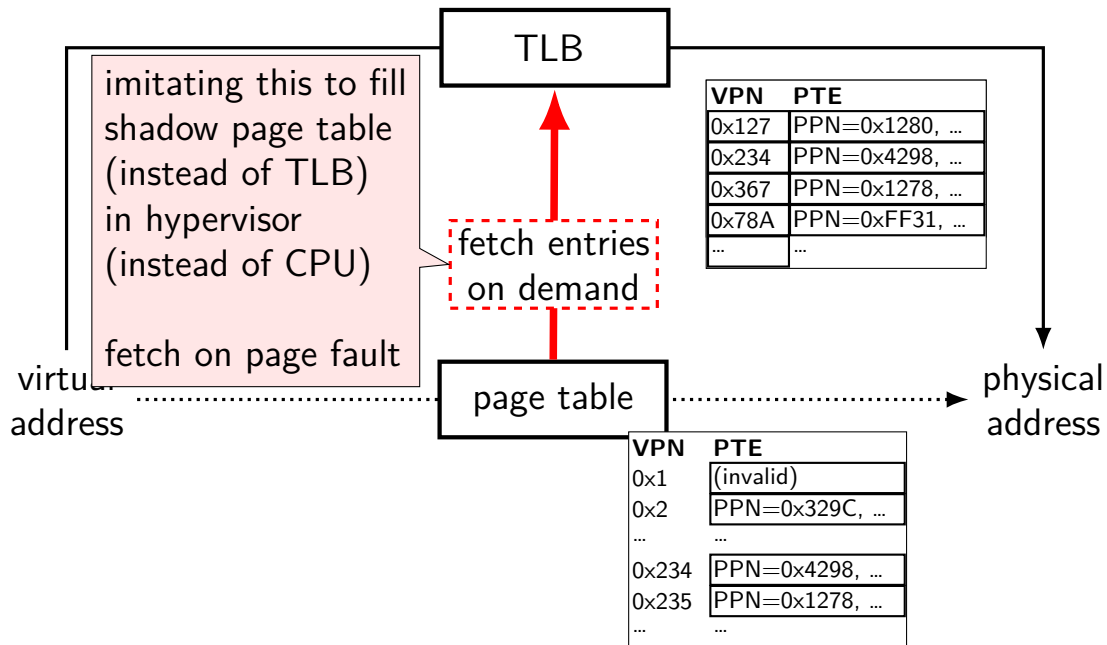 TLB
imitating this to fill
shadow page table
(instead of TLB)
in hypervisor
(instead of CPU)
fetch on page fault
VPN PTE
0x127 PPN=0x1280, ...
0x234 PPN=0x4298, ...
0x367 PPN=0x1278, ...
0x78A PPN=0xFF31, ...
... ...
fetch entries
on demand
virtual
address
page table
physical
address
VPN PTE
0x1 (invalid)
0x2 PPN=0x329C, ...
... ...
0x234 PPN=0x4298, ...
0x235 PPN=0x1278, ...
... ...